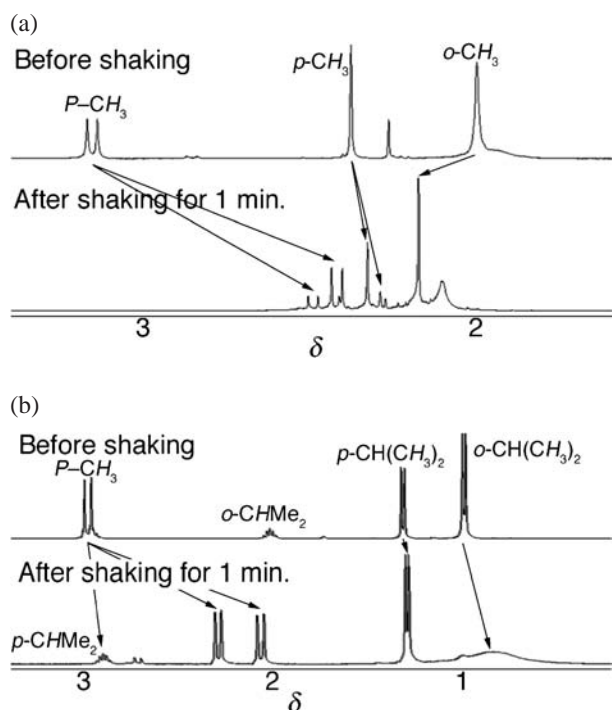 (a)
Before shaking
P–CH3
p-CH3
o-CH3
After shaking for 1 min.
3
2
δ
(b)
Before shaking
P–CH3
o-CHMe2
p-CH(CH3)2
o-CH(CH3)2
After shaking for 1 min.
p-CHMe2
3
2
1
δ